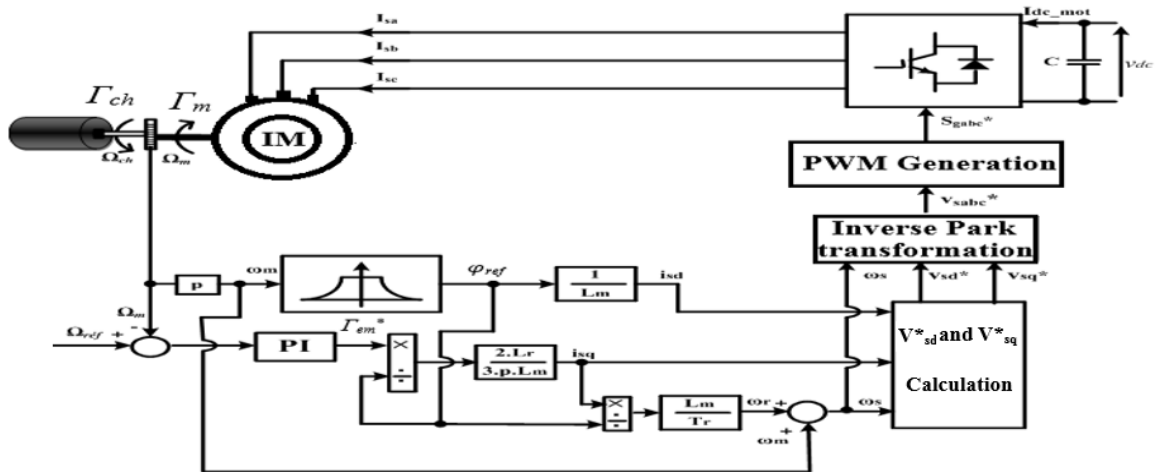 Isa
Isb
Isc
Idc_mot
C
Vdc
Γch
Γm
IM
Ωch
Ωm
Sgabc*
PWM Generation
vsabc*
Inverse Park
transformation
ωs
Vsd*
Vsq*
p
ωm
φref
1
Lm
isd
Ωm
Ωref
+
-
PI
Γem*
×
÷
2.Lr
3.p.Lm
isq
×
÷
Lm
Tr
ωr
+
+
ωm
ωs
V*sd and V*sq
Calculation